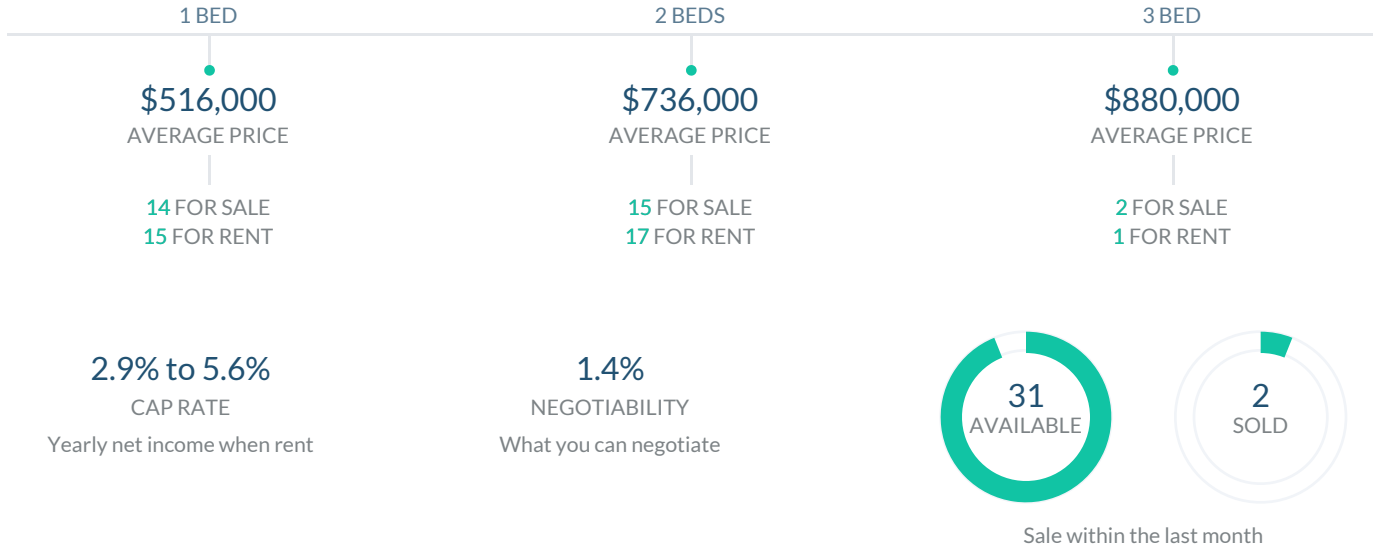 1 BED
2 BEDS
3 BED
$516,000
AVERAGE PRICE
14 FOR SALE
15 FOR RENT
$736,000
AVERAGE PRICE
15 FOR SALE
17 FOR RENT
$880,000
AVERAGE PRICE
2 FOR SALE
1 FOR RENT
2.9% to 5.6%
CAP RATE
Yearly net income when rent
1.4%
NEGOTIABILITY
What you can negotiate
31
AVAILABLE
2
SOLD
Sale within the last month